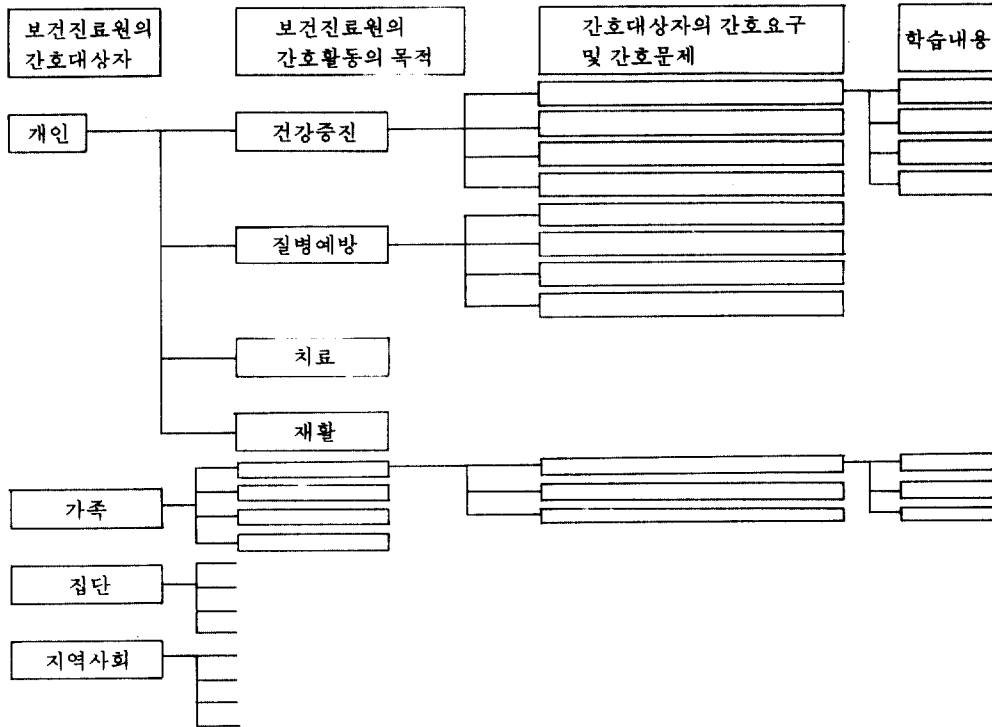 보건진료원의
간호대상자
보건진료원의
간호활동의 목적
간호대상자의 간호요구
및 간호문제
학습내용
개인
건강증진
질병예방
치료
재활
가족
집단
지역사회